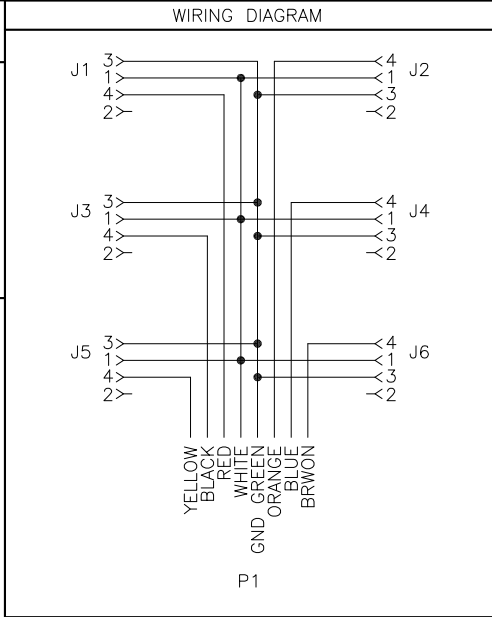 WIRING DIAGRAM
J1 3 4 J2
1 1
4 3
2 2
J3 3 4 J4
1 1
4 3
2 2
J5 3 4 J6
1 1
4 3
2 2
YELLOW
BLACK
RED
WHITE
GND GREEN
ORANGE
BLUE
BRWON
P1